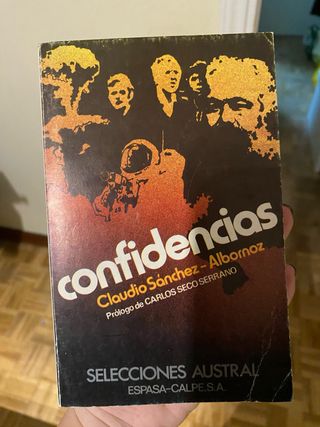 confidencias
Claudio Sánchez-Albornoz
Prólogo de CARLOS SECO SERRANO
SELECCIONES AUSTRAL
ESPASA-CALPE,S.A.